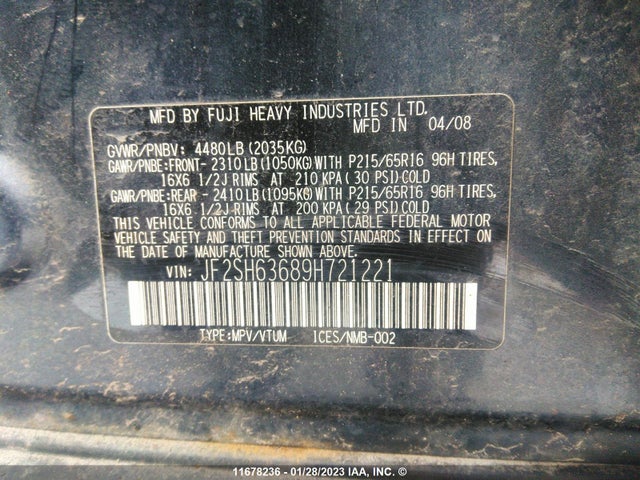 MFD BY FUJI HEAVY INDUSTRIES LTD.
MFD IN 04/08
GVWR/PNBV: 4480LB (2035KG)
GAWR/PNBE:FRONT- 2310LB(1050KG)WITH P215/65R16 96H TIRES,
16X6 1/2J RIMS AT 210 KPA( 30 PSI)COLD
GAWR/PNBE:REAR - 2410LB(1095KG)WITH P215/65R16 96H TIRES,
16X6 1/2J RIMS AT 200 KPA( 29 PSI)COLD
THIS VEHICLE CONFORMS TO ALL APPLICABLE FEDERAL MOTOR
VEHICLE SAFETY AND THEFT PREVENTION STANDARDS IN EFFECT ON
THE DATE OF MANUFACTURE SHOWN ABOVE.
VIN: JF2SH63689H721221
TYPE:MPV/VTUM ICES/NMB-002
11678236 - 01/28/2023 IAA, INC. ©